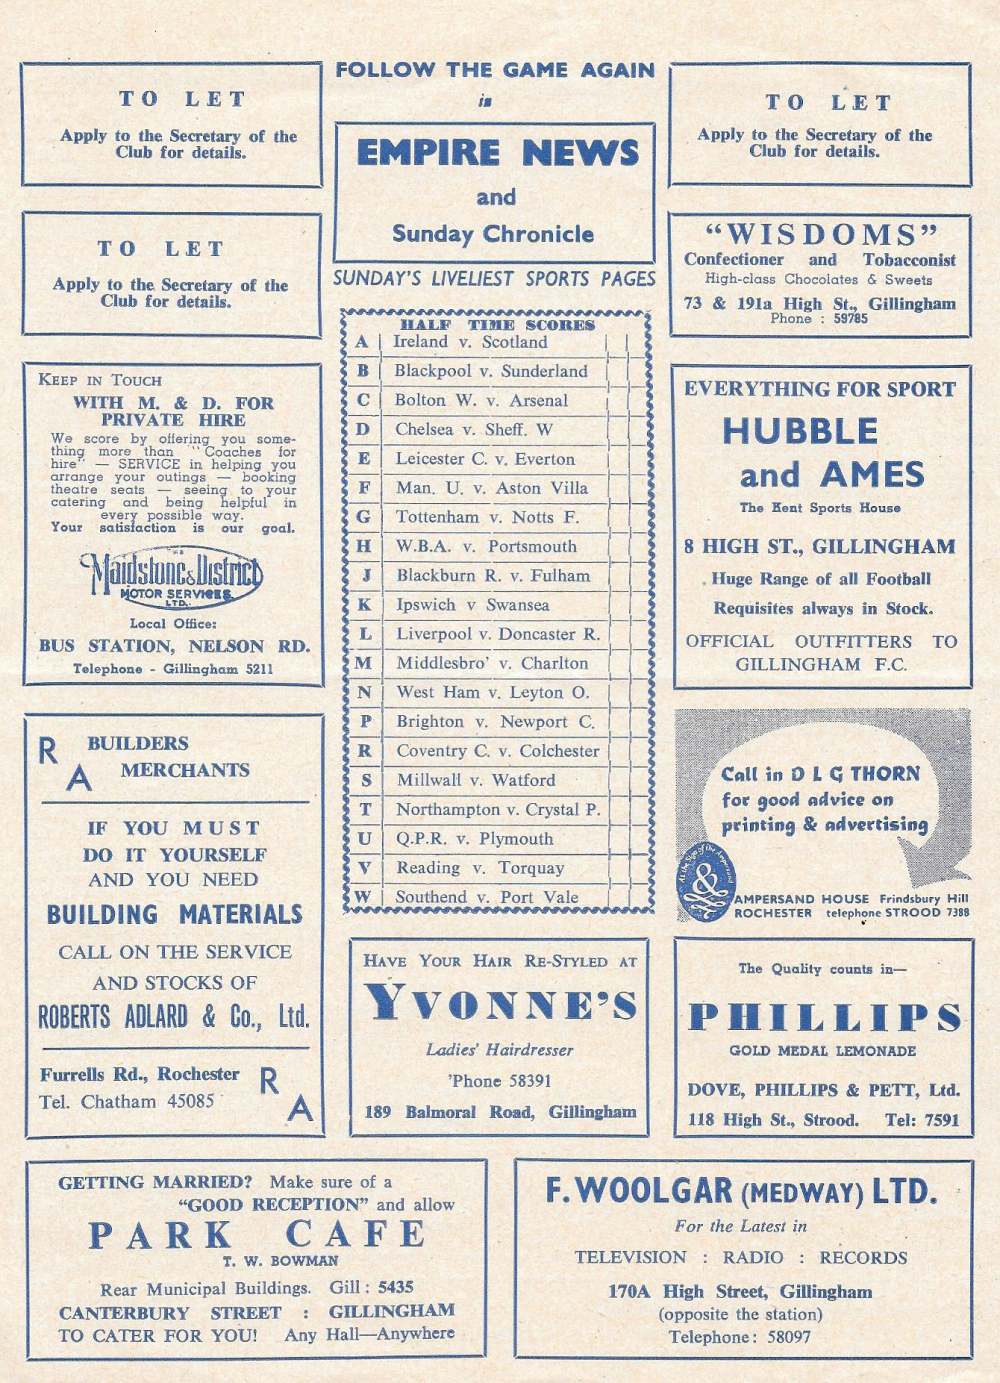 TO LET
Apply to the Secretary of the
Club for details.
TO LET
Apply to the Secretary of the
Club for details.
KEEP IN TOUCH
WITH M. & D. FOR
PRIVATE HIRE
We score by offering you some-
thing more than "Coaches for
hire" — SERVICE in helping you
arrange your outings — booking
theatre seats — seeing to your
catering and being helpful in
every possible way.
Your satisfaction is our goal.
Maidstone & District
MOTOR SERVICES
LTD.
Local Office:
BUS STATION, NELSON RD.
Telephone - Gillingham 5211
R A
BUILDERS
MERCHANTS
IF YOU MUST
DO IT YOURSELF
AND YOU NEED
BUILDING MATERIALS
CALL ON THE SERVICE
AND STOCKS OF
ROBERTS ADLARD & Co., Ltd.
Furrells Rd., Rochester
Tel. Chatham 45085
R A
FOLLOW THE GAME AGAIN
in
EMPIRE NEWS
and
Sunday Chronicle
SUNDAY'S LIVELIEST SPORTS PAGES
HALF TIME SCORES
A Ireland v. Scotland
B Blackpool v. Sunderland
C Bolton W. v. Arsenal
D Chelsea v. Sheff. W
E Leicester C. v. Everton
F Man. U. v. Aston Villa
G Tottenham v. Notts F.
H W.B.A. v. Portsmouth
J Blackburn R. v. Fulham
K Ipswich v Swansea
L Liverpool v. Doncaster R.
M Middlesbro' v. Charlton
N West Ham v. Leyton O.
P Brighton v. Newport C.
R Coventry C. v. Colchester
S Millwall v. Watford
T Northampton v. Crystal P.
U Q.P.R. v. Plymouth
V Reading v. Torquay
W Southend v. Port Vale
HAVE YOUR HAIR RE-STYLED AT
YVONNE'S
Ladies' Hairdresser
'Phone 58391
189 Balmoral Road, Gillingham
TO LET
Apply to the Secretary of the
Club for details.
"WISDOMS"
Confectioner and Tobacconist
High-class Chocolates & Sweets
73 & 191a High St., Gillingham
Phone : 59785
EVERYTHING FOR SPORT
HUBBLE
and AMES
The Kent Sports House
8 HIGH ST., GILLINGHAM
Huge Range of all Football
Requisites always in Stock.
OFFICIAL OUTFITTERS TO
GILLINGHAM F.C.
Call in D L G THORN
for good advice on
printing & advertising
At the Sign of the Ampersand
&
AMPERSAND HOUSE Frindsbury Hill
ROCHESTER telephone STROOD 7388
The Quality counts in—
PHILLIPS
GOLD MEDAL LEMONADE
DOVE, PHILLIPS & PETT, Ltd.
118 High St., Strood. Tel: 7591
GETTING MARRIED? Make sure of a
"GOOD RECEPTION" and allow
PARK CAFE
T. W. BOWMAN
Rear Municipal Buildings. Gill : 5435
CANTERBURY STREET : GILLINGHAM
TO CATER FOR YOU! Any Hall—Anywhere
F. WOOLGAR (MEDWAY) LTD.
For the Latest in
TELEVISION : RADIO : RECORDS
170A High Street, Gillingham
(opposite the station)
Telephone: 58097